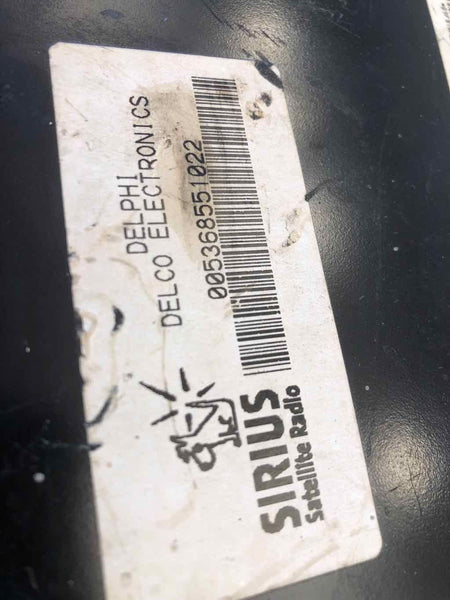 DELPHI
DELCO ELECTRONICS
005368551022
SIRIUS
Satellite Radio